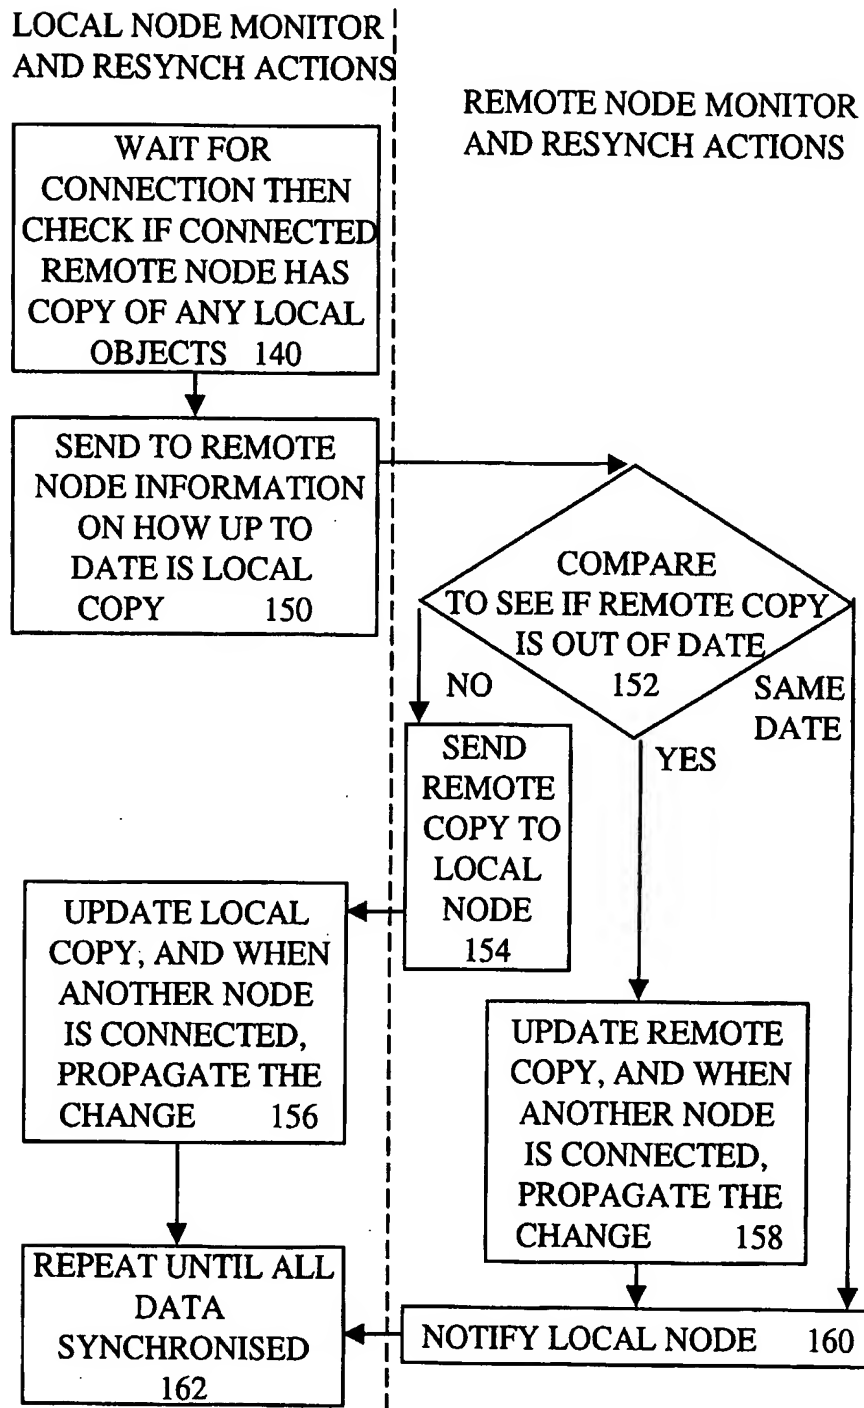 LOCAL NODE MONITOR
AND RESYNCH ACTIONS
REMOTE NODE MONITOR
AND RESYNCH ACTIONS
WAIT FOR
CONNECTION THEN
CHECK IF CONNECTED
REMOTE NODE HAS
COPY OF ANY LOCAL
OBJECTS 140
SEND TO REMOTE
NODE INFORMATION
ON HOW UP TO
DATE IS LOCAL
COPY 150
COMPARE
TO SEE IF REMOTE COPY
IS OUT OF DATE
152
NO
YES
SAME
DATE
SEND
REMOTE
COPY TO
LOCAL
NODE
154
UPDATE LOCAL
COPY, AND WHEN
ANOTHER NODE
IS CONNECTED,
PROPAGATE THE
CHANGE 156
UPDATE REMOTE
COPY, AND WHEN
ANOTHER NODE
IS CONNECTED,
PROPAGATE THE
CHANGE 158
REPEAT UNTIL ALL
DATA
SYNCHRONISED
162
NOTIFY LOCAL NODE 160